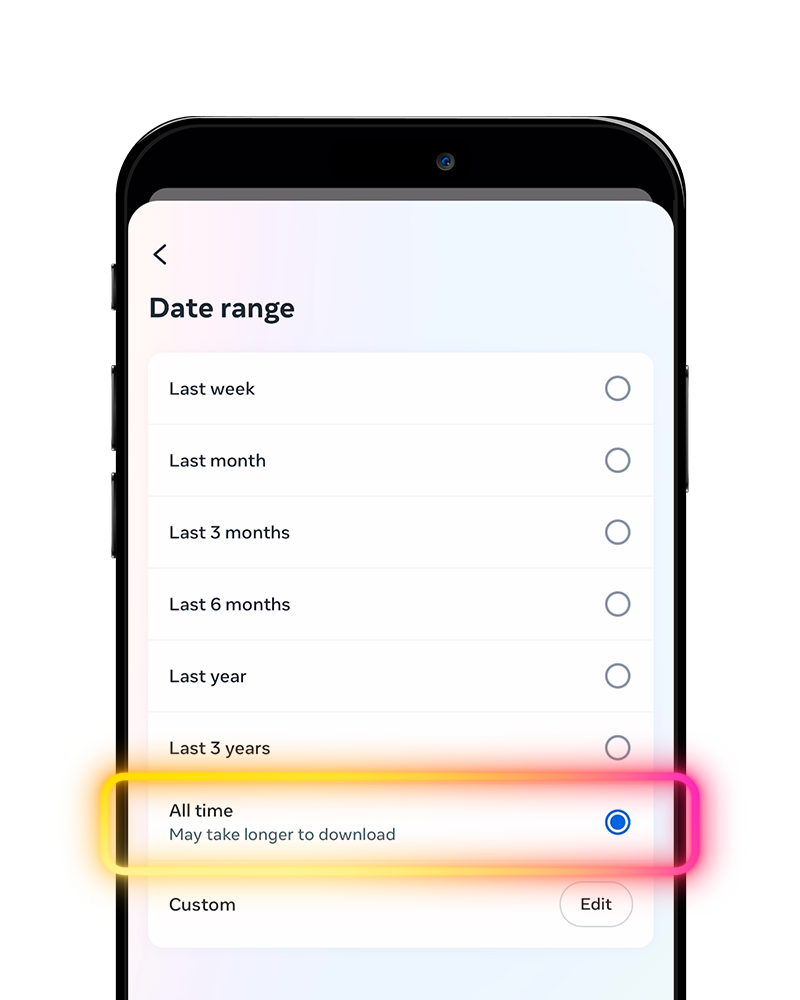 Date range
Last week
Last month
Last 3 months
Last 6 months
Last year
Last 3 years
All time
May take longer to download
Custom
Edit